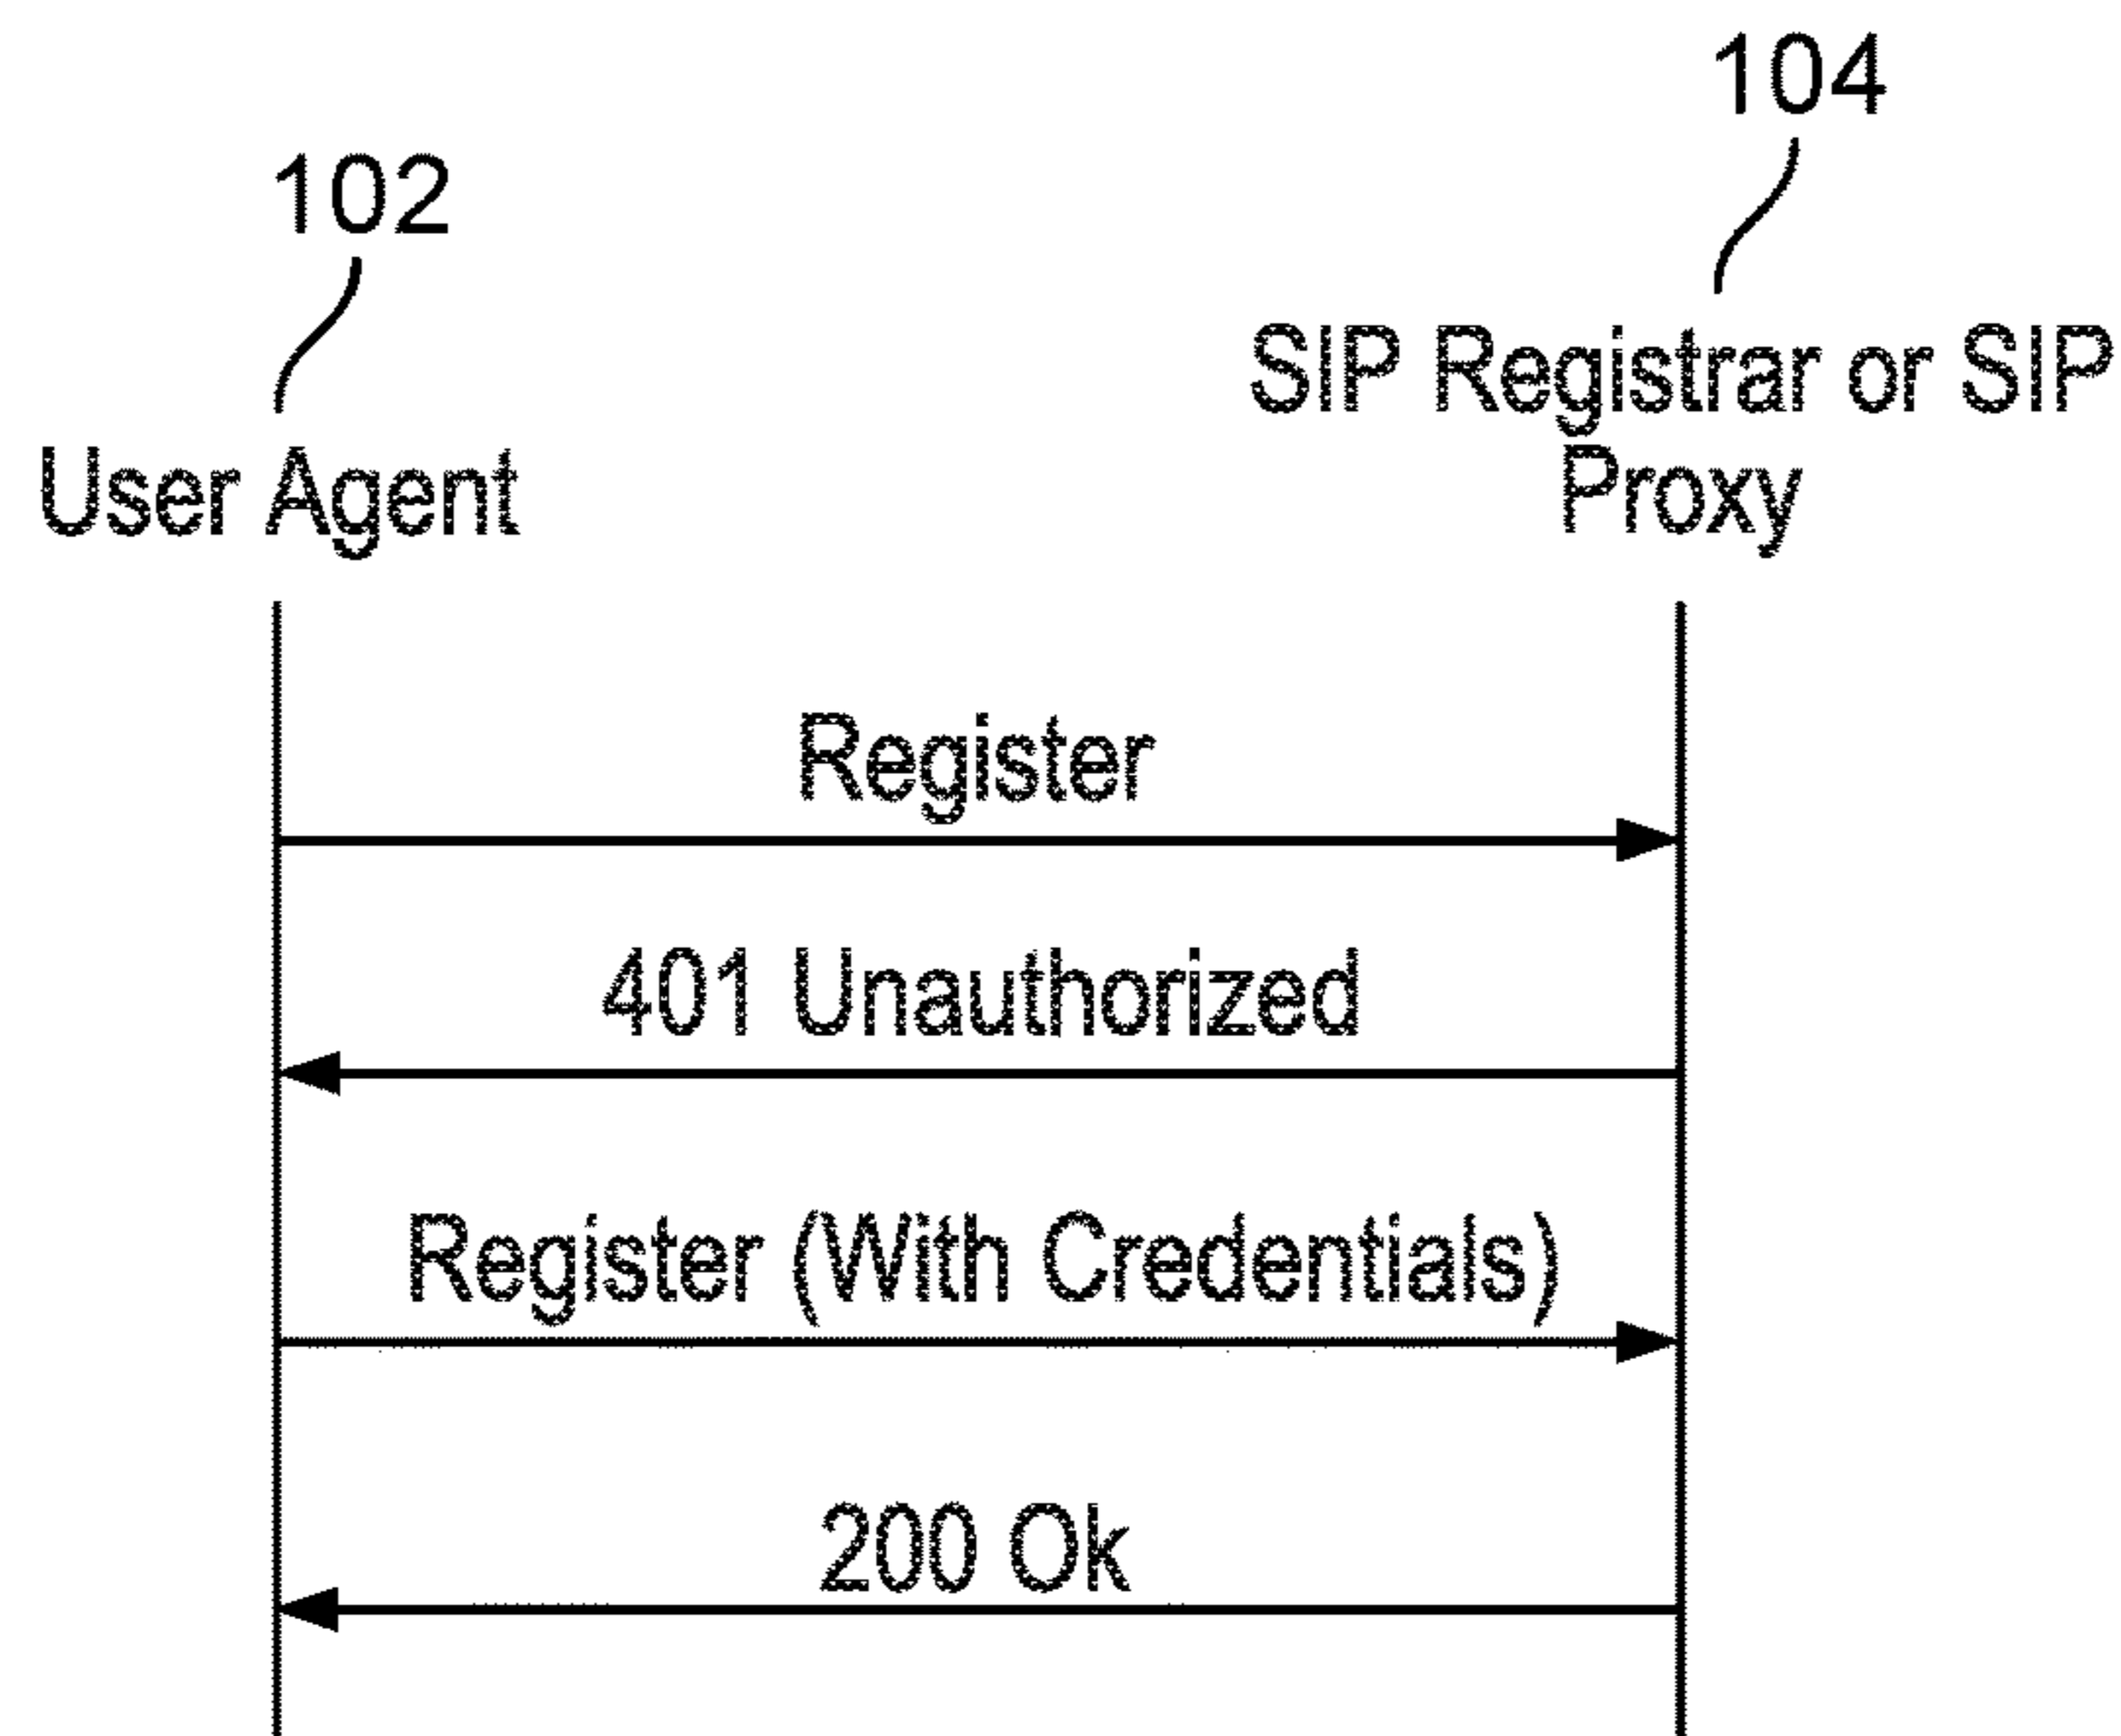 104
102
SIP Registrar or SIP
Proxy
User Agent
Register
401 Unauthorized
Register (With Credentials)
200 Ok